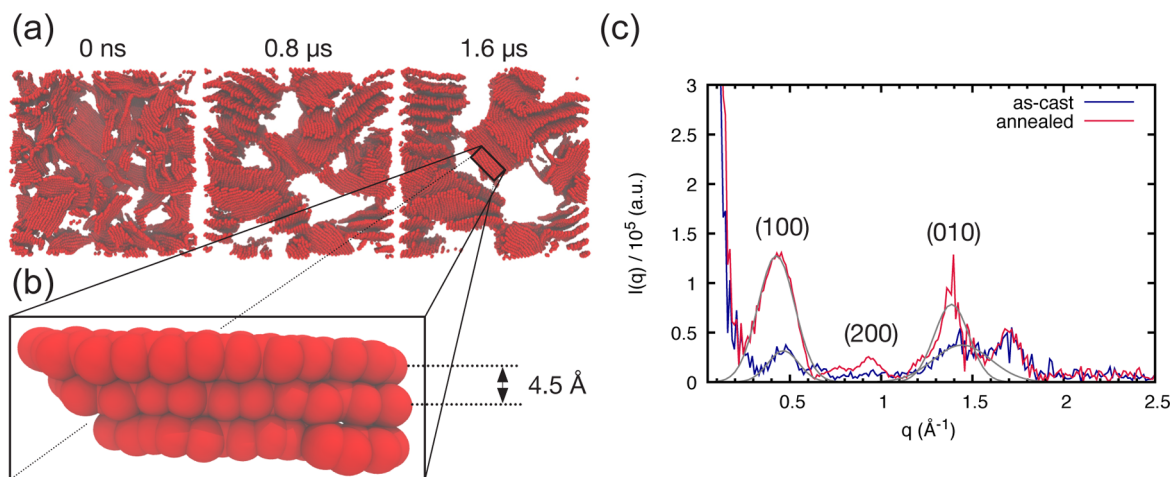 (a)
0 ns 0.8 µs 1.6 µs
(b)
4.5 Å
(c)
as-cast
annealed
(100)
(200)
(010)
I(q) / 10⁵ (a.u.)
3
2.5
2
1.5
1
0.5
0
0.5 1 1.5 2 2.5
q (Å⁻¹)